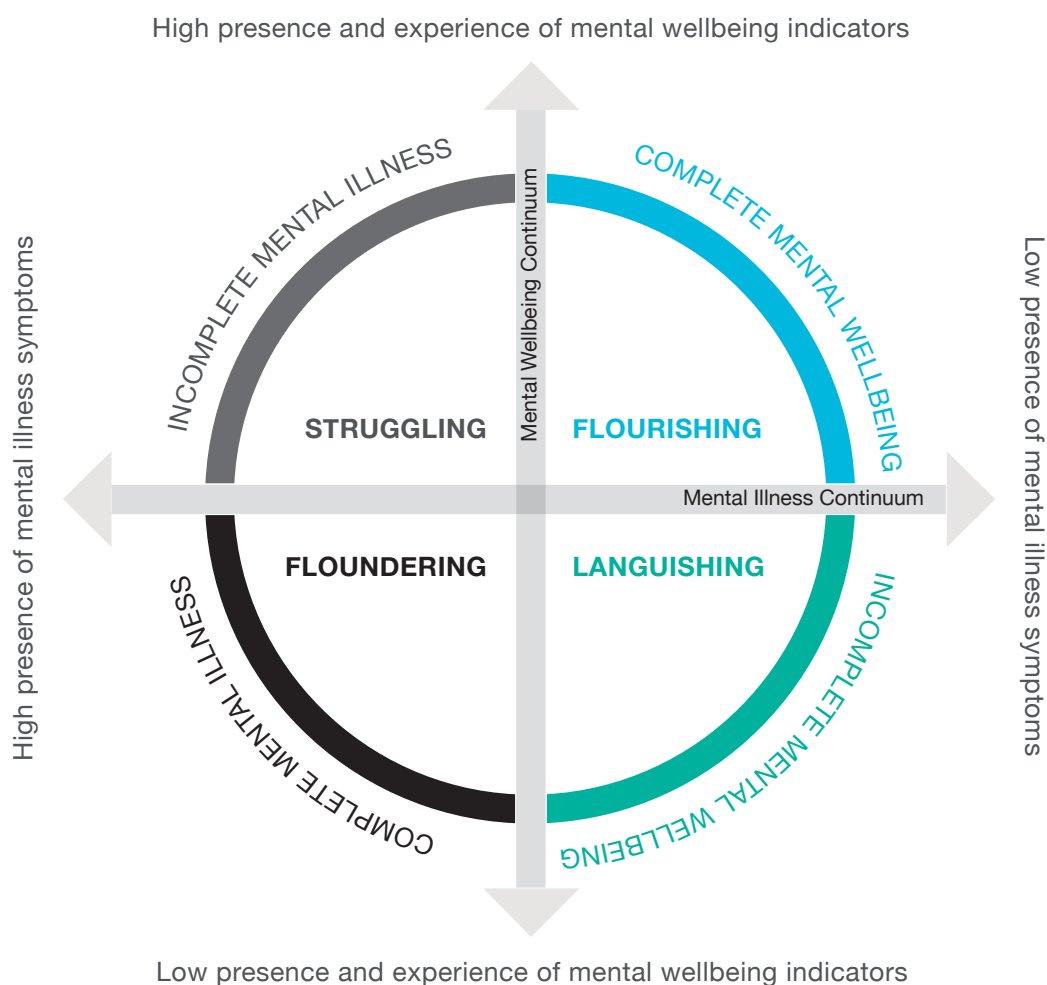 High presence and experience of mental wellbeing indicators
INCOMPLETE MENTAL ILLNESS
COMPLETE MENTAL WELLBEING
Mental Wellbeing Continuum
High presence of mental illness symptoms
Low presence of mental illness symptoms
STRUGGLING
FLOURISHING
Mental Illness Continuum
FLOUNDERING
LANGUISHING
COMPLETE MENTAL ILLNESS
INCOMPLETE MENTAL WELLBEING
Low presence and experience of mental wellbeing indicators